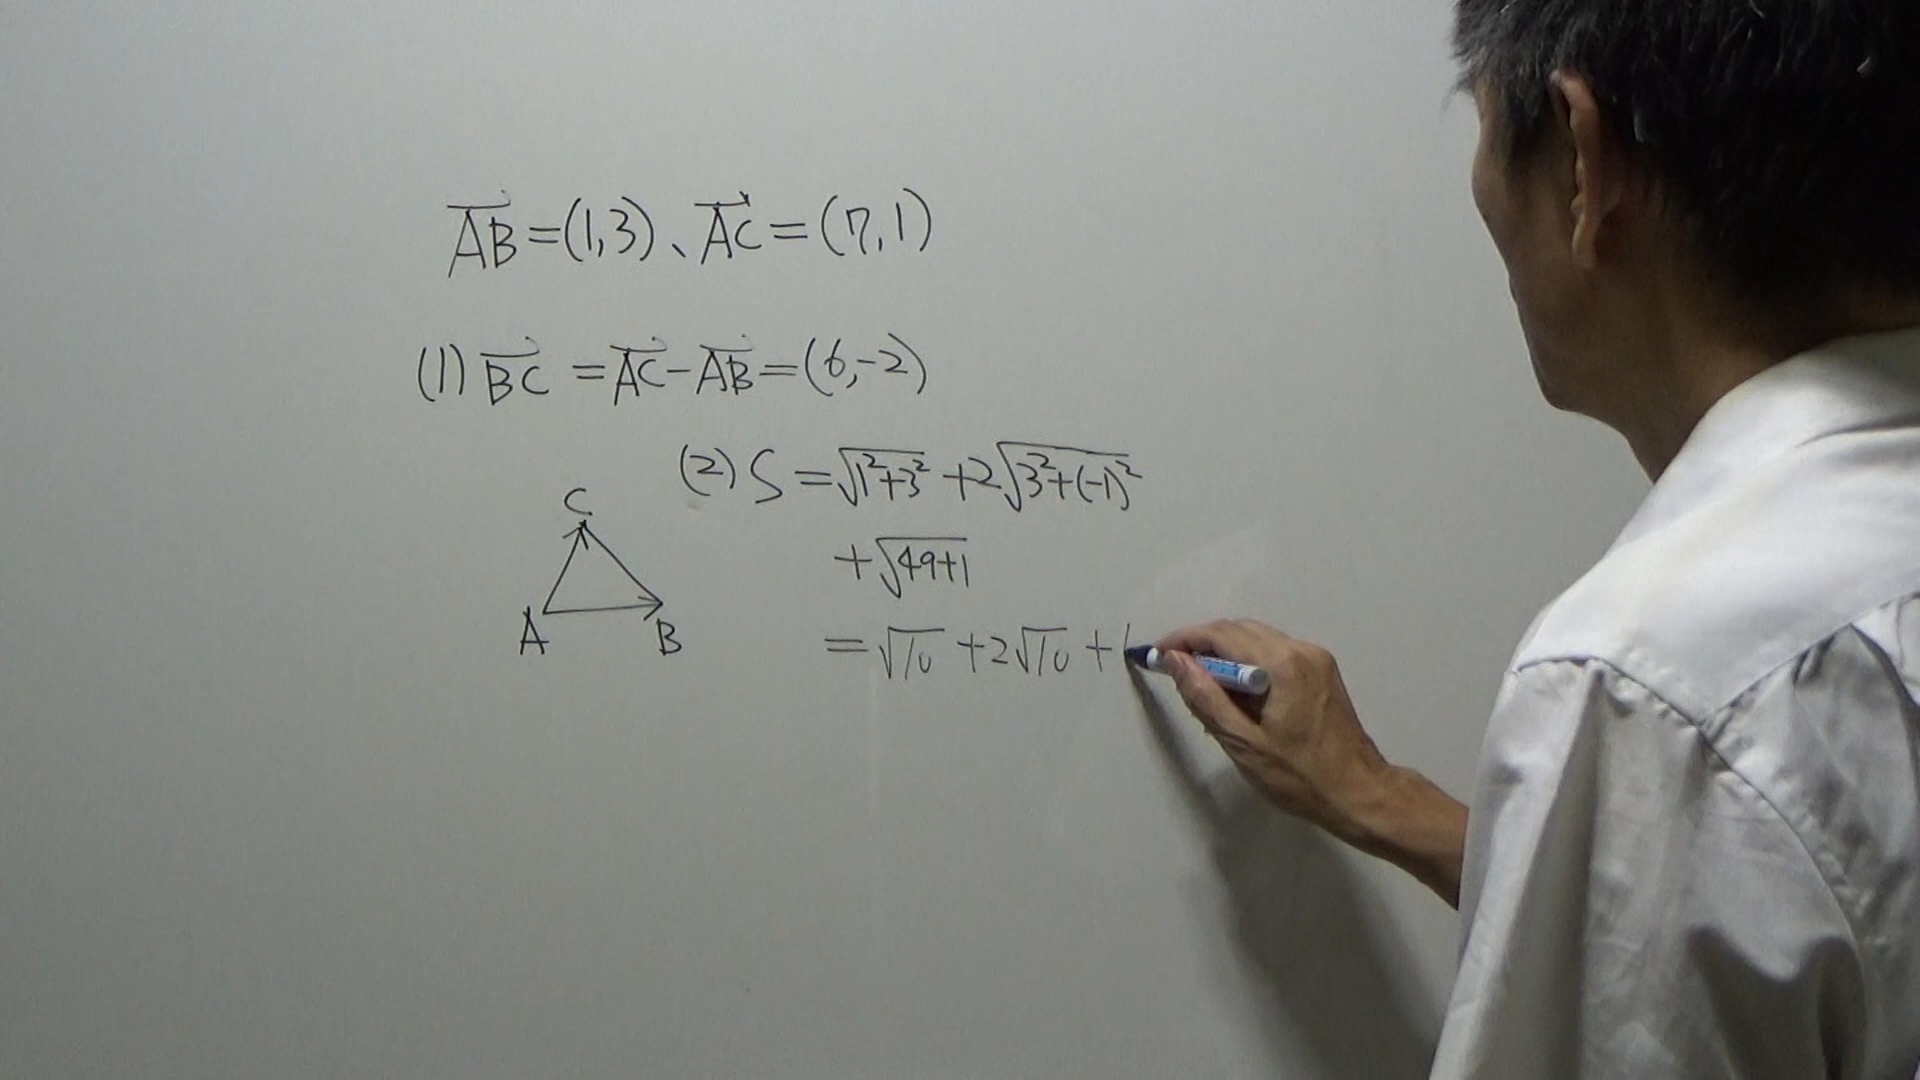 AB=(1,3)、AC=(7,1)
(1) BC =AC-AB=(6,-2)
(2) S =√1²+3² +2√3²+(-1)²
+√49+1
=√10 +2√10 +
C
A
B